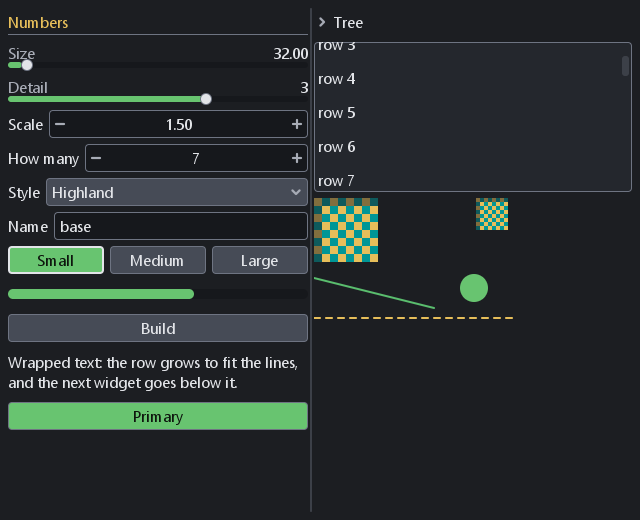 Numbers
Size 32.00
Detail 3
Scale − 1.50 +
How many − 7 +
Style Highland
Name base
Small Medium Large
Build
Wrapped text: the row grows to fit the lines,
and the next widget goes below it.
Primary
Tree
row 3
row 4
row 5
row 6
row 7